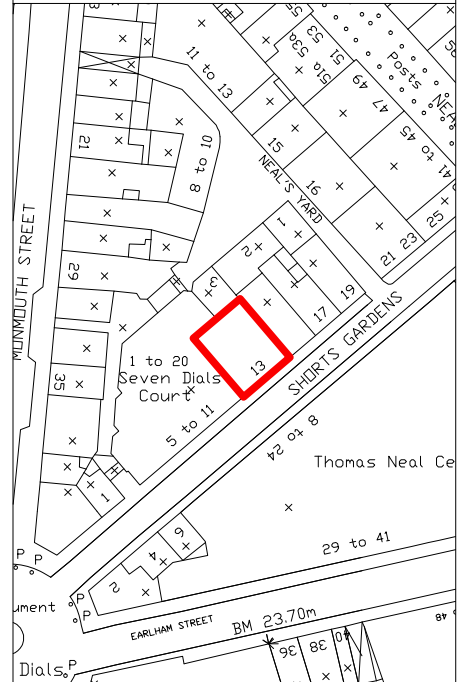 11 to 13
53
53a
51
51a
49
47
Posts
45
41 to
21
8 to 10
15
16
NEAL'S YARD
25
23
21
1
2
3
29
MONMOUTH STREET
19
17
13
SHORTS GARDENS
1 to 20
Seven Dials
Court
5 to 11
35
8 to 24
Thomas Neal Ce
1
6
4
2
29 to 41
P
P
ument
P
P
EARLHAM STREET
BM 23.70m
48
40
38
36
Dials
P